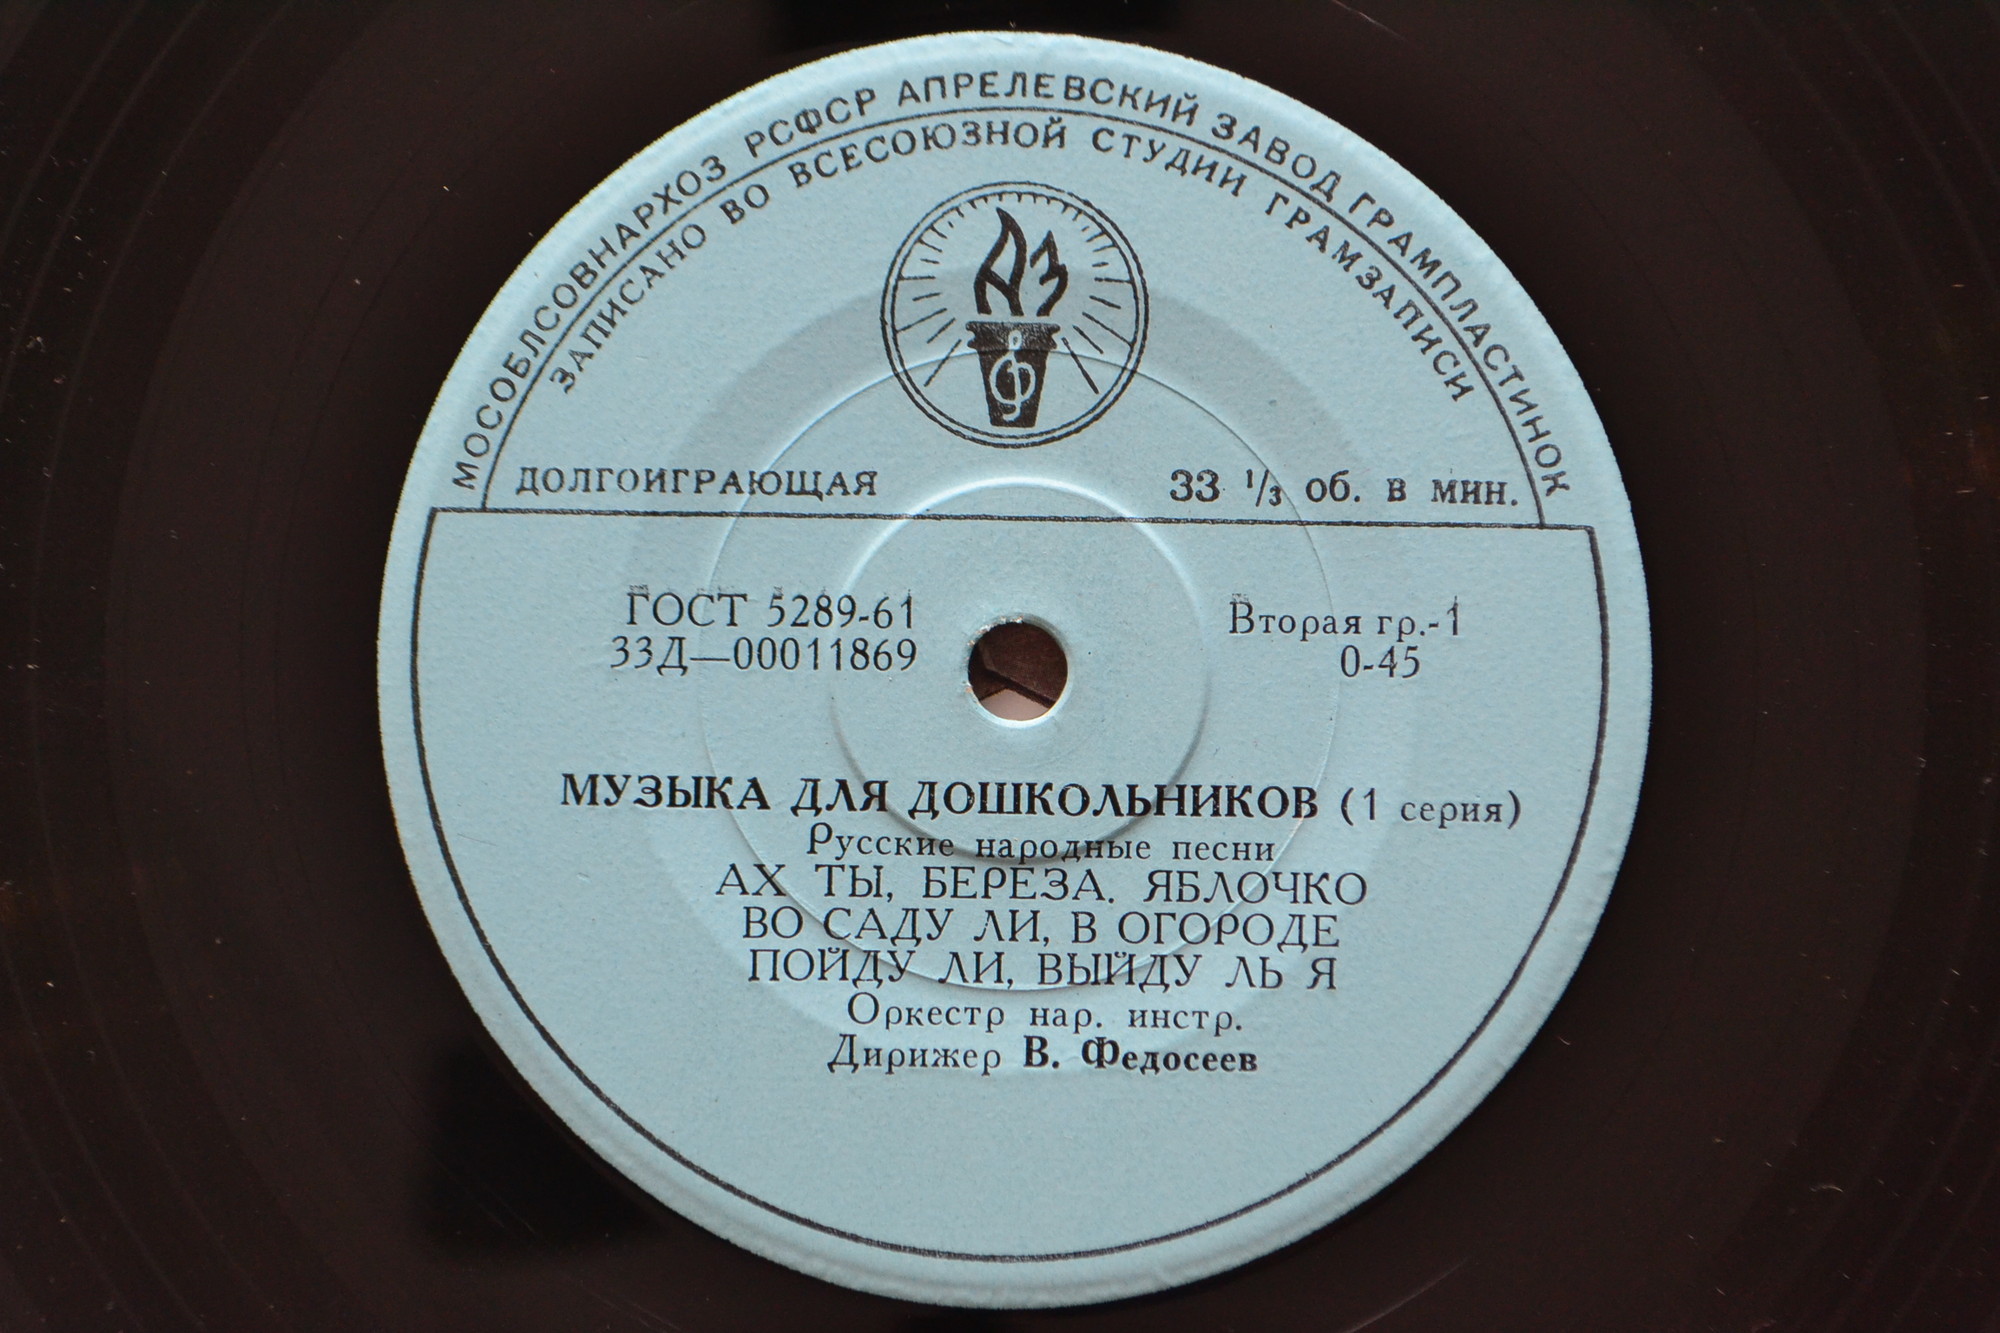 МОСОБЛСОВНАРХОЗ РСФСР АПРЕЛЕВСКИЙ ЗАВОД ГРАМПЛАСТИНОК
ЗАПИСАНО ВО ВСЕСОЮЗНОЙ СТУДИИ ГРАМЗАПИСИ
АЗ
ДОЛГОИГРАЮЩАЯ 33 1/3 об. в мин.
ГОСТ 5289-61 Вторая гр.-1
33Д—00011869 0-45
МУЗЫКА ДЛЯ ДОШКОЛЬНИКОВ (1 серия)
Русские народные песни
АХ ТЫ, БЕРЕЗА. ЯБЛОЧКО
ВО САДУ ЛИ, В ОГОРОДЕ
ПОЙДУ ЛИ, ВЫЙДУ ЛЬ Я
Оркестр нар. инстр.
Дирижер В. Федосеев